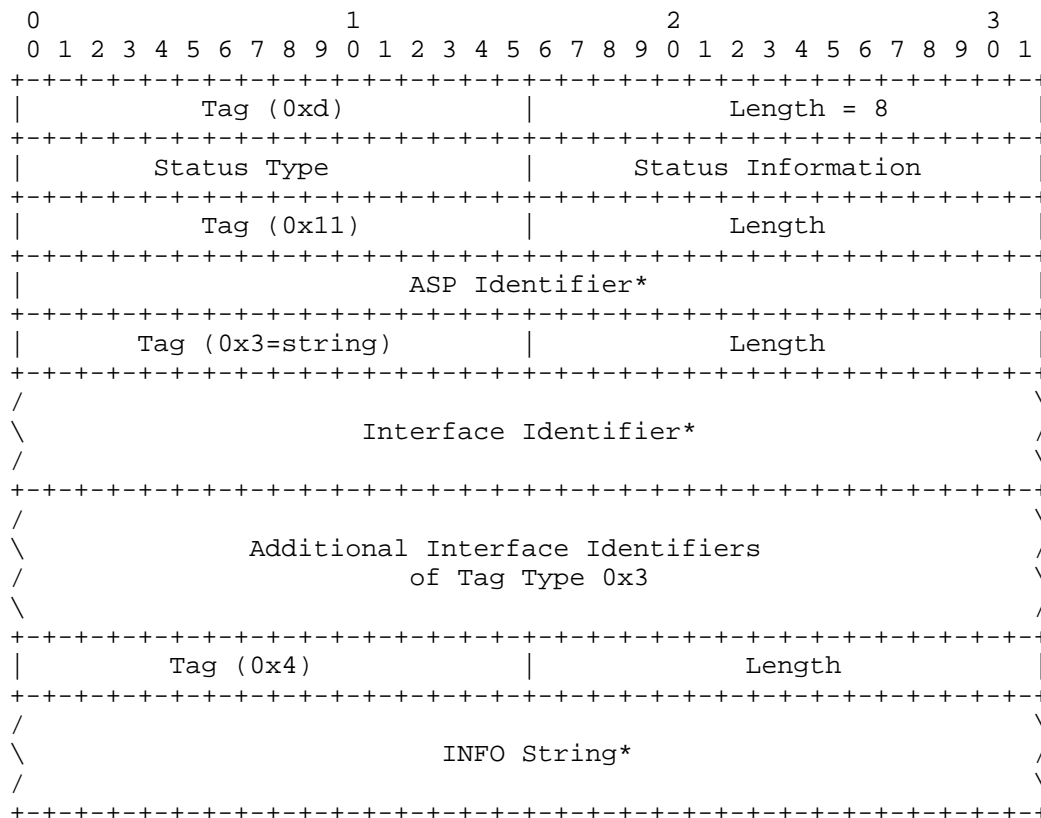 0                   1                   2                   3
 0 1 2 3 4 5 6 7 8 9 0 1 2 3 4 5 6 7 8 9 0 1 2 3 4 5 6 7 8 9 0 1
+-+-+-+-+-+-+-+-+-+-+-+-+-+-+-+-+-+-+-+-+-+-+-+-+-+-+-+-+-+-+-+-+
|           Tag (0xd)           |            Length = 8         |
+-+-+-+-+-+-+-+-+-+-+-+-+-+-+-+-+-+-+-+-+-+-+-+-+-+-+-+-+-+-+-+-+
|        Status Type            |      Status Information       |
+-+-+-+-+-+-+-+-+-+-+-+-+-+-+-+-+-+-+-+-+-+-+-+-+-+-+-+-+-+-+-+-+
|           Tag (0x11)          |            Length             |
+-+-+-+-+-+-+-+-+-+-+-+-+-+-+-+-+-+-+-+-+-+-+-+-+-+-+-+-+-+-+-+-+
|                        ASP Identifier*                        |
+-+-+-+-+-+-+-+-+-+-+-+-+-+-+-+-+-+-+-+-+-+-+-+-+-+-+-+-+-+-+-+-+
|       Tag (0x3=string)        |            Length             |
+-+-+-+-+-+-+-+-+-+-+-+-+-+-+-+-+-+-+-+-+-+-+-+-+-+-+-+-+-+-+-+-+
/                                                               \
\                     Interface Identifier*                     /
/                                                               \
+-+-+-+-+-+-+-+-+-+-+-+-+-+-+-+-+-+-+-+-+-+-+-+-+-+-+-+-+-+-+-+-+
/                                                               \
\              Additional Interface Identifiers                 /
/                        of Tag Type 0x3                        \
\                                                               /
+-+-+-+-+-+-+-+-+-+-+-+-+-+-+-+-+-+-+-+-+-+-+-+-+-+-+-+-+-+-+-+-+
|         Tag (0x4)             |             Length            |
+-+-+-+-+-+-+-+-+-+-+-+-+-+-+-+-+-+-+-+-+-+-+-+-+-+-+-+-+-+-+-+-+
/                                                               \
\                          INFO String*                         /
/                                                               \
+-+-+-+-+-+-+-+-+-+-+-+-+-+-+-+-+-+-+-+-+-+-+-+-+-+-+-+-+-+-+-+-+